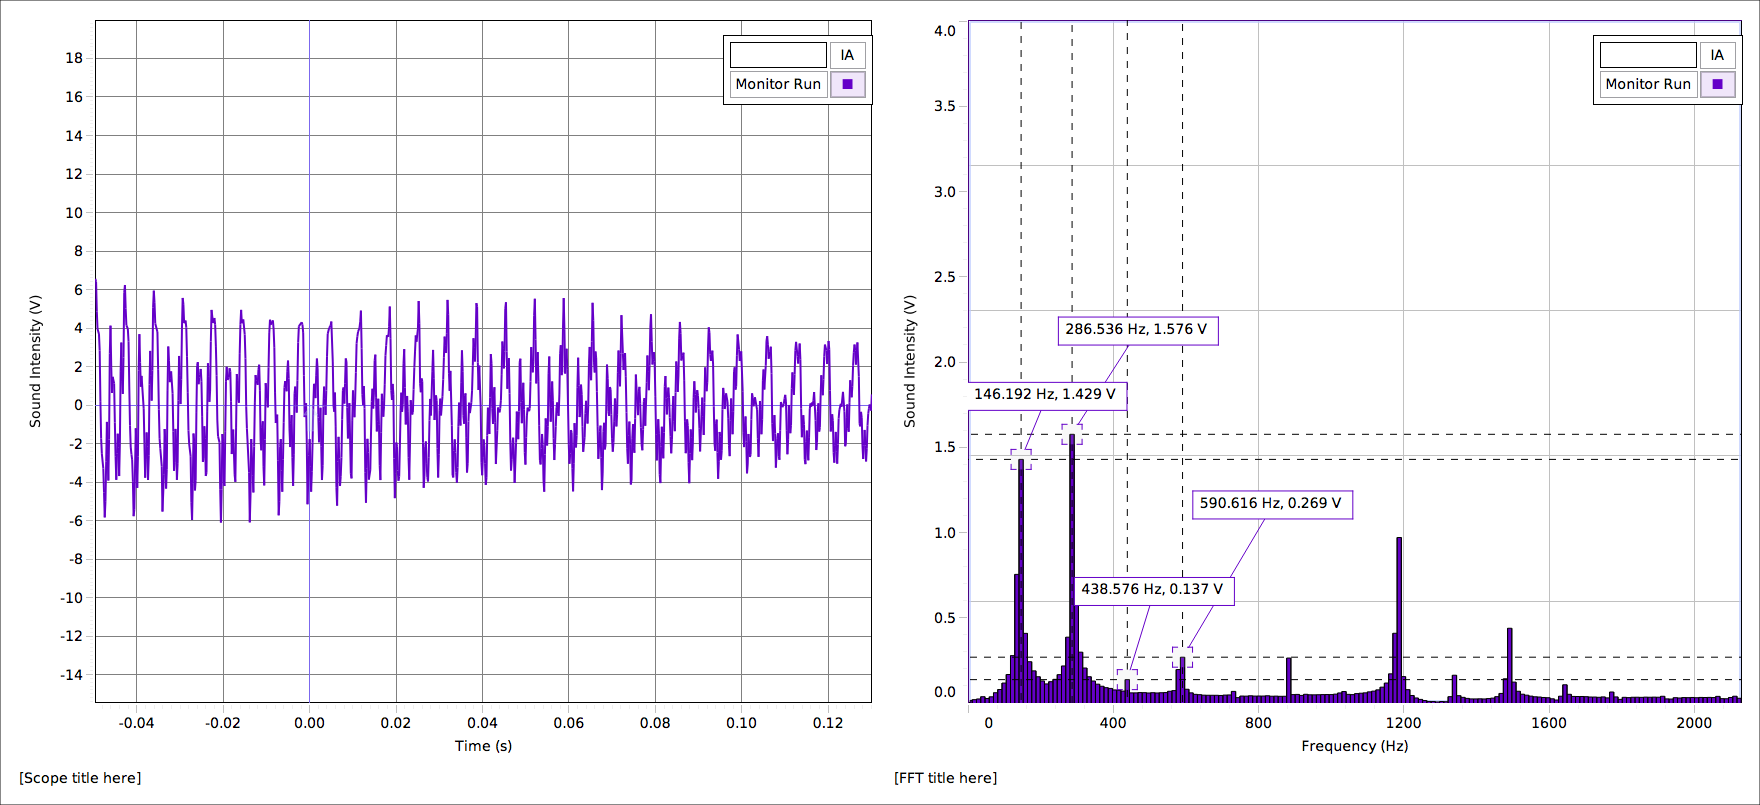 18
16
14
12
10
8
6
4
2
0
-2
-4
-6
-8
-10
-12
-14
Sound Intensity (V)
-0.04 -0.02 0.00 0.02 0.04 0.06 0.08 0.10 0.12
Time (s)
IA
Monitor Run
[Scope title here]
4.0
3.5
3.0
2.5
2.0
1.5
1.0
0.5
0.0
Sound Intensity (V)
IA
Monitor Run
286.536 Hz, 1.576 V
146.192 Hz, 1.429 V
590.616 Hz, 0.269 V
438.576 Hz, 0.137 V
0 400 800 1200 1600 2000
Frequency (Hz)
[FFT title here]